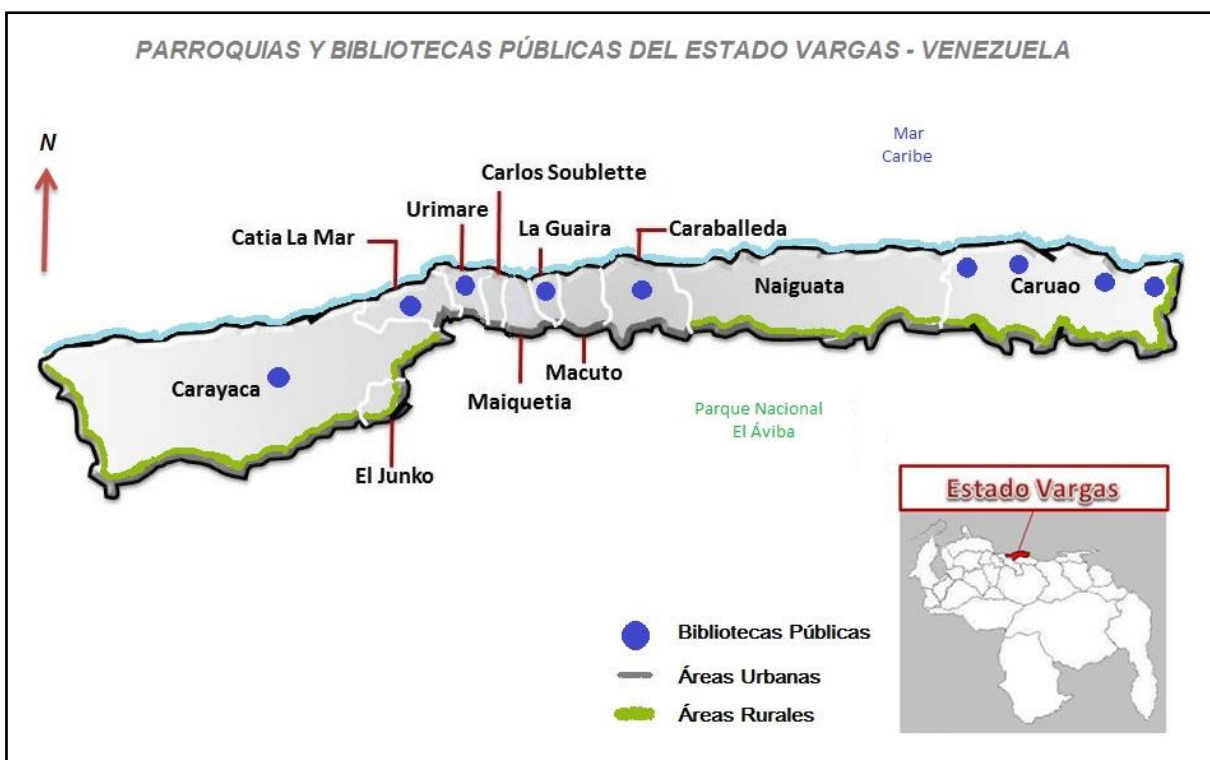 PARROQUIAS Y BIBLIOTECAS PÚBLICAS DEL ESTADO VARGAS - VENEZUELA
N
Mar
Caribe
Carlos Soublette
Urimare
La Guaira
Caraballeda
Catia La Mar
Naiguata
Caruao
Carayaca
Macuto
Maiquetia
Parque Nacional
El Áviba
El Junko
Estado Vargas
Bibliotecas Públicas
Áreas Urbanas
Áreas Rurales